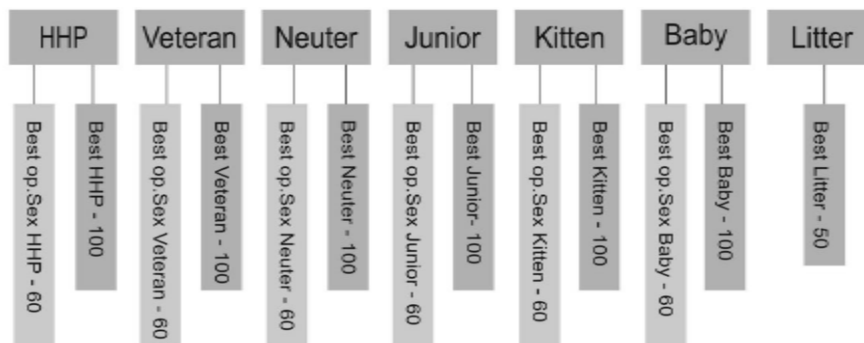 HHP
Veteran
Neuter
Junior
Kitten
Baby
Litter
Best op.Sex HHP - 60
Best HHP - 100
Best op.Sex Veteran - 60
Best Veteran - 100
Best op.Sex Neuter - 60
Best Neuter - 100
Best op.Sex Junior - 60
Best Junior- 100
Best op.Sex Kitten - 60
Best Kitten - 100
Best op.Sex Baby - 60
Best Baby - 100
Best Litter - 50